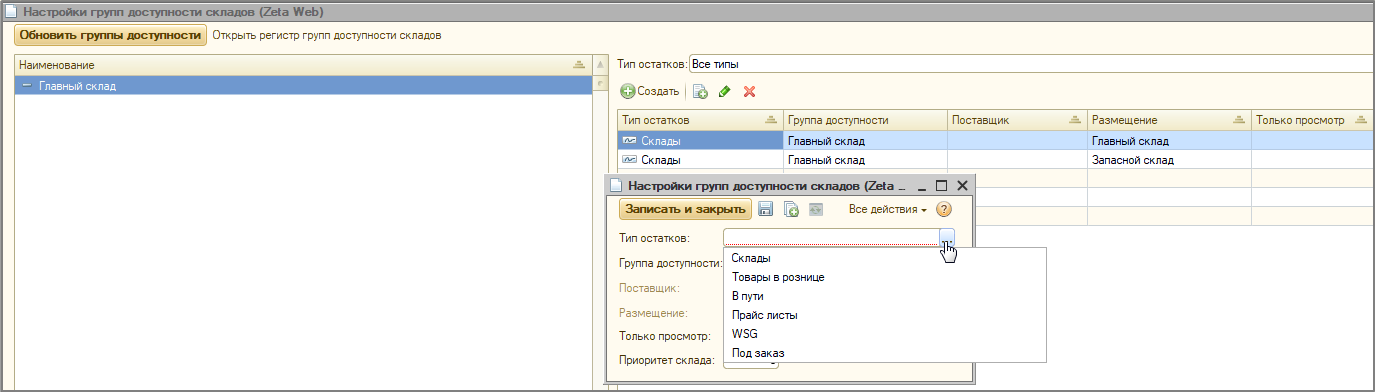 Настройки групп доступности складов (Zeta Web)
Обновить группы доступности Открыть регистр групп доступности складов
Наименование
Главный склад
Тип остатков: Все типы
Создать
Тип остатков Группа доступности Поставщик Размещение Только просмотр
Склады Главный склад Главный склад
Склады Главный склад Запасной склад
Настройки групп доступности складов (Zeta ...
Записать и закрыть Все действия
Тип остатков:
Группа доступности:
Поставщик:
Размещение:
Только просмотр:
Приоритет склада:
Склады
Товары в рознице
В пути
Прайс листы
WSG
Под заказ